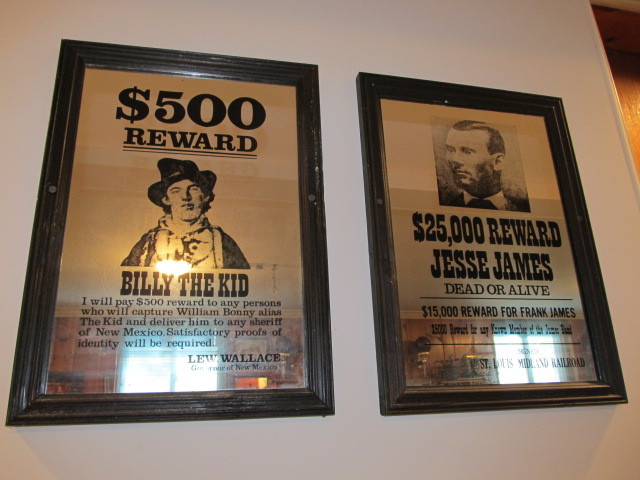 $500
REWARD
BILLY THE KID
I will pay $500 reward to any persons
who will capture William Bonny alias
The Kid and deliver him to any sheriff
of New Mexico. Satisfactory proofs of
identity will be required.
LEW. WALLACE
Governor of New Mexico
$25,000 REWARD
JESSE JAMES
DEAD OR ALIVE
$15,000 REWARD FOR FRANK JAMES
Reward for any Known Member of the James Band
ST. LOUIS MIDLAND RAILROAD